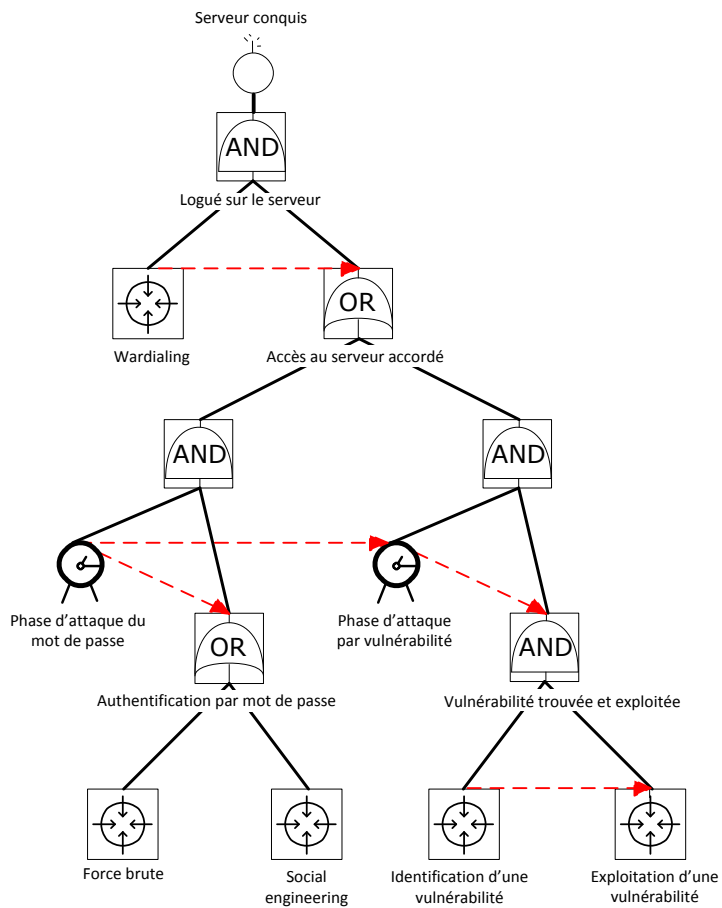 Serveur conquis
AND
Logué sur le serveur
OR
Wardialing
Accès au serveur accordé
AND
AND
Phase d'attaque du
mot de passe
Phase d'attaque
par vulnérabilité
OR
AND
Authentification par mot de passe
Vulnérabilité trouvée et exploitée
Force brute
Social
engineering
Identification d'une
vulnérabilité
Exploitation d'une
vulnérabilité